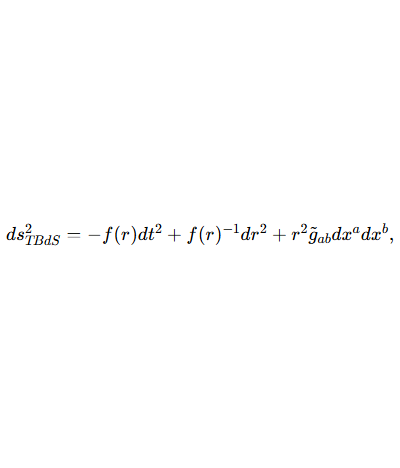 $ds^2_{TBdS} = -f(r)dt^2 + f(r)^{-1}dr^2 + r^2\tilde{g}_{ab}dx^a dx^b,$